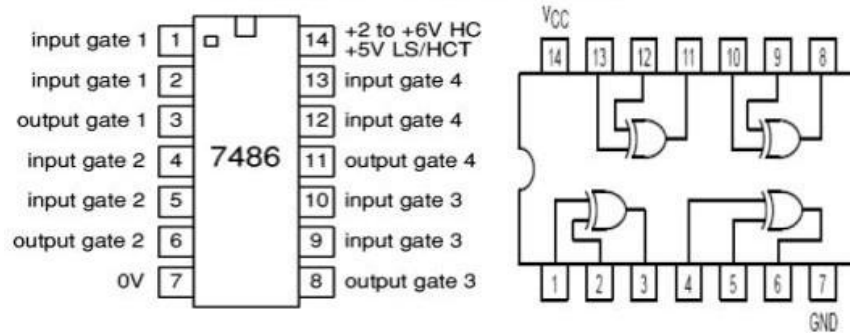 input gate 1 1 14 +2 to +6V HC
+5V LS/HCT
input gate 1 2 13 input gate 4
output gate 1 3 12 input gate 4
input gate 2 4 7486 11 output gate 4
input gate 2 5 10 input gate 3
output gate 2 6 9 input gate 3
0V 7 8 output gate 3
VCC
14 13 12 11 10 9 8
1 2 3 4 5 6 7
GND